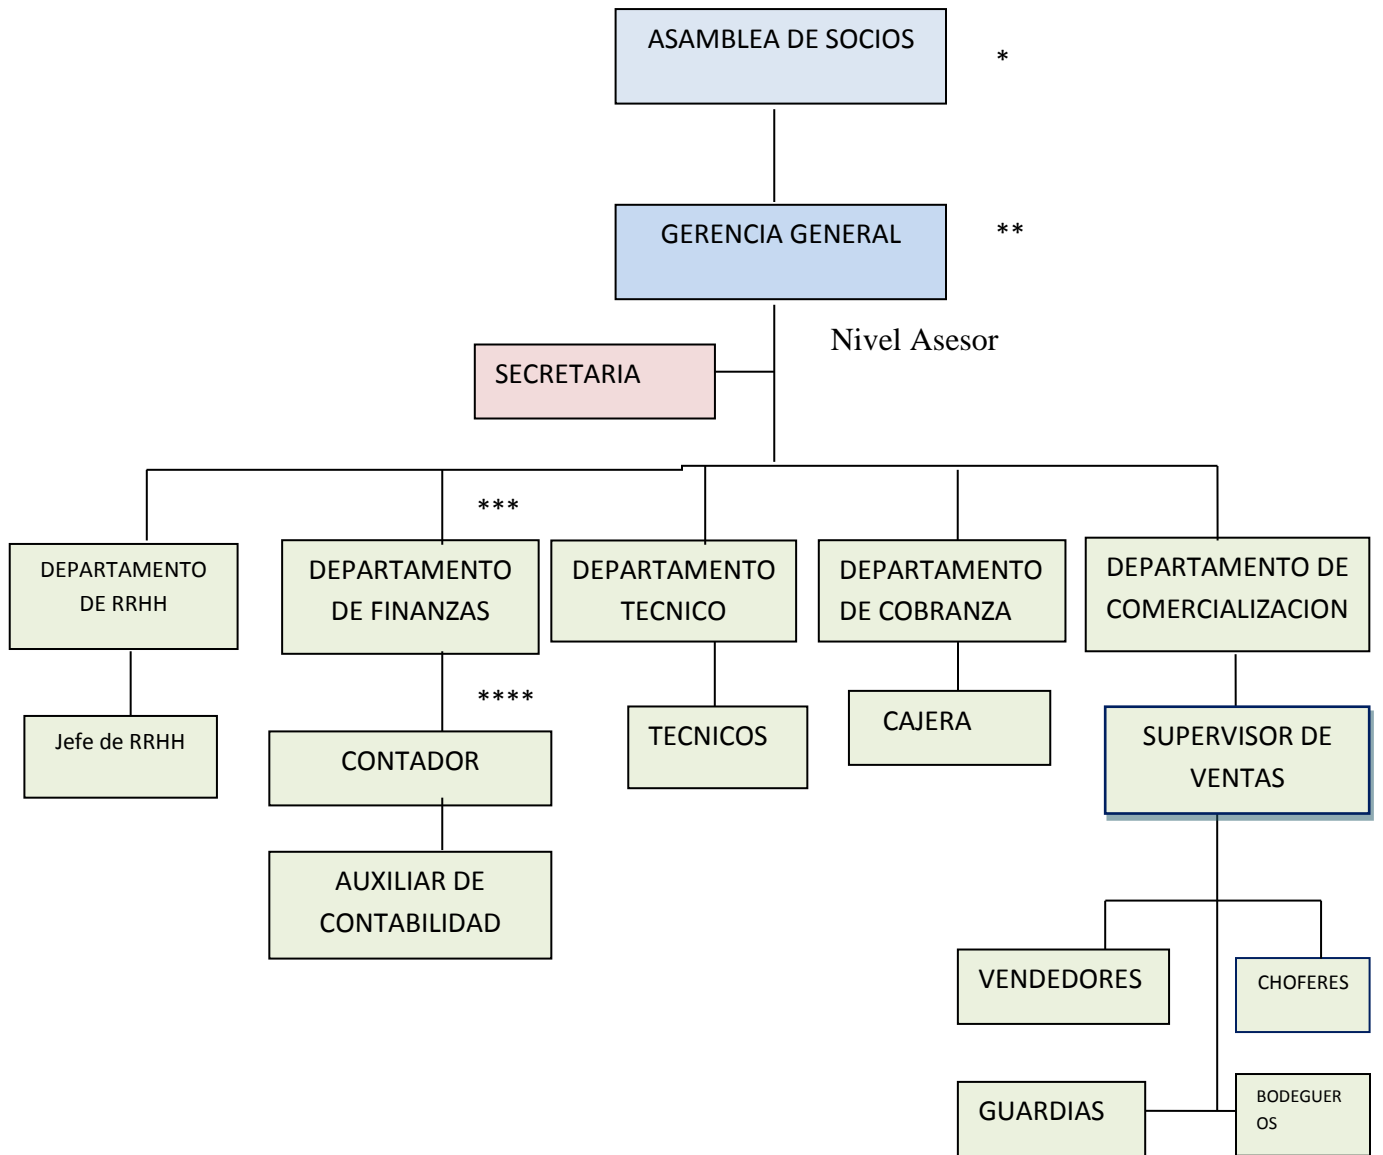 ASAMBLEA DE SOCIOS
*
GERENCIA GENERAL
**
Nivel Asesor
SECRETARIA
***
DEPARTAMENTO
DE RRHH
DEPARTAMENTO
DE FINANZAS
DEPARTAMENTO
TECNICO
DEPARTAMENTO
DE COBRANZA
DEPARTAMENTO DE
COMERCIALIZACION
****
Jefe de RRHH
CONTADOR
TECNICOS
CAJERA
SUPERVISOR DE
VENTAS
AUXILIAR DE
CONTABILIDAD
VENDEDORES
CHOFERES
GUARDIAS
BODEGUER
OS